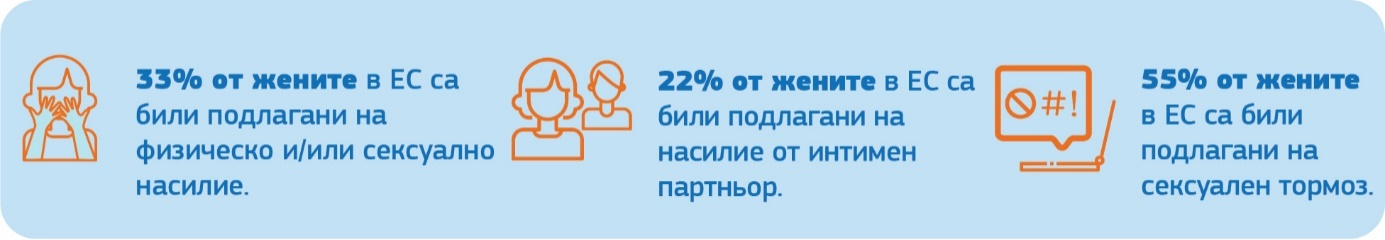 33% от жените в ЕС са
били подлагани на
физическо и/или сексуално
насилие.
22% от жените в ЕС са
били подлагани на
насилие от интимен
партньор.
#!
55% от жените
в ЕС са били
подлагани на
сексуален тормоз.